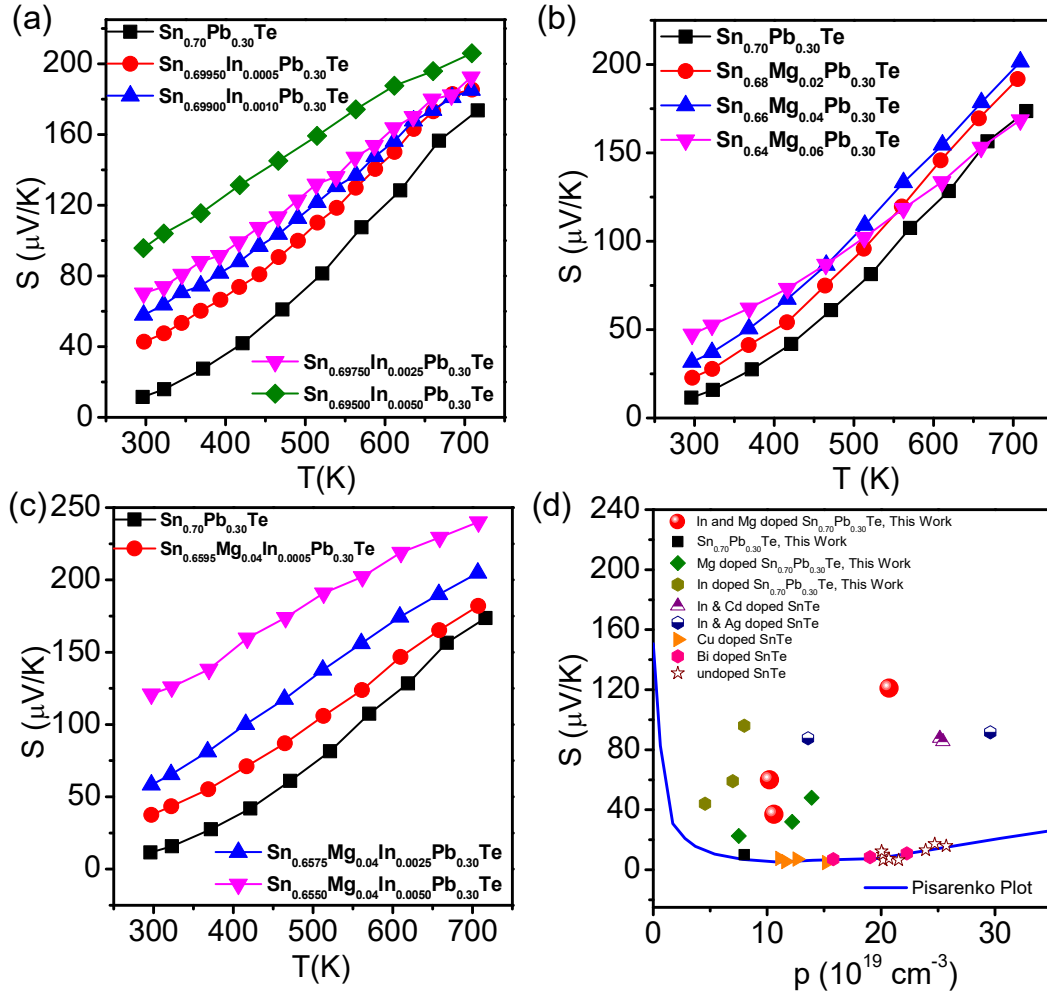 (a)
Sn0.70Pb0.30Te
Sn0.69950In0.0005Pb0.30Te
Sn0.69900In0.0010Pb0.30Te
Sn0.69750In0.0025Pb0.30Te
Sn0.69500In0.0050Pb0.30Te
S (μV/K)
200
160
120
80
40
0
300 400 500 600 700
T(K)
(b)
Sn0.70Pb0.30Te
Sn0.68Mg0.02Pb0.30Te
Sn0.66Mg0.04Pb0.30Te
Sn0.64Mg0.06Pb0.30Te
S (μV/K)
200
150
100
50
0
300 400 500 600 700
T (K)
(c)
Sn0.70Pb0.30Te
Sn0.6595Mg0.04In0.0005Pb0.30Te
Sn0.6575Mg0.04In0.0025Pb0.30Te
Sn0.6550Mg0.04In0.0050Pb0.30Te
S (μV/K)
250
200
150
100
50
0
300 400 500 600 700
T(K)
(d)
In and Mg doped Sn0.70Pb0.30Te, This Work
Sn0.70Pb0.30Te, This Work
Mg doped Sn0.70Pb0.30Te, This Work
In doped Sn0.70Pb0.30Te, This Work
In & Cd doped SnTe
In & Ag doped SnTe
Cu doped SnTe
Bi doped SnTe
undoped SnTe
Pisarenko Plot
S (μV/K)
240
200
160
120
80
40
0
0 10 20 30
p (10^19 cm^-3)